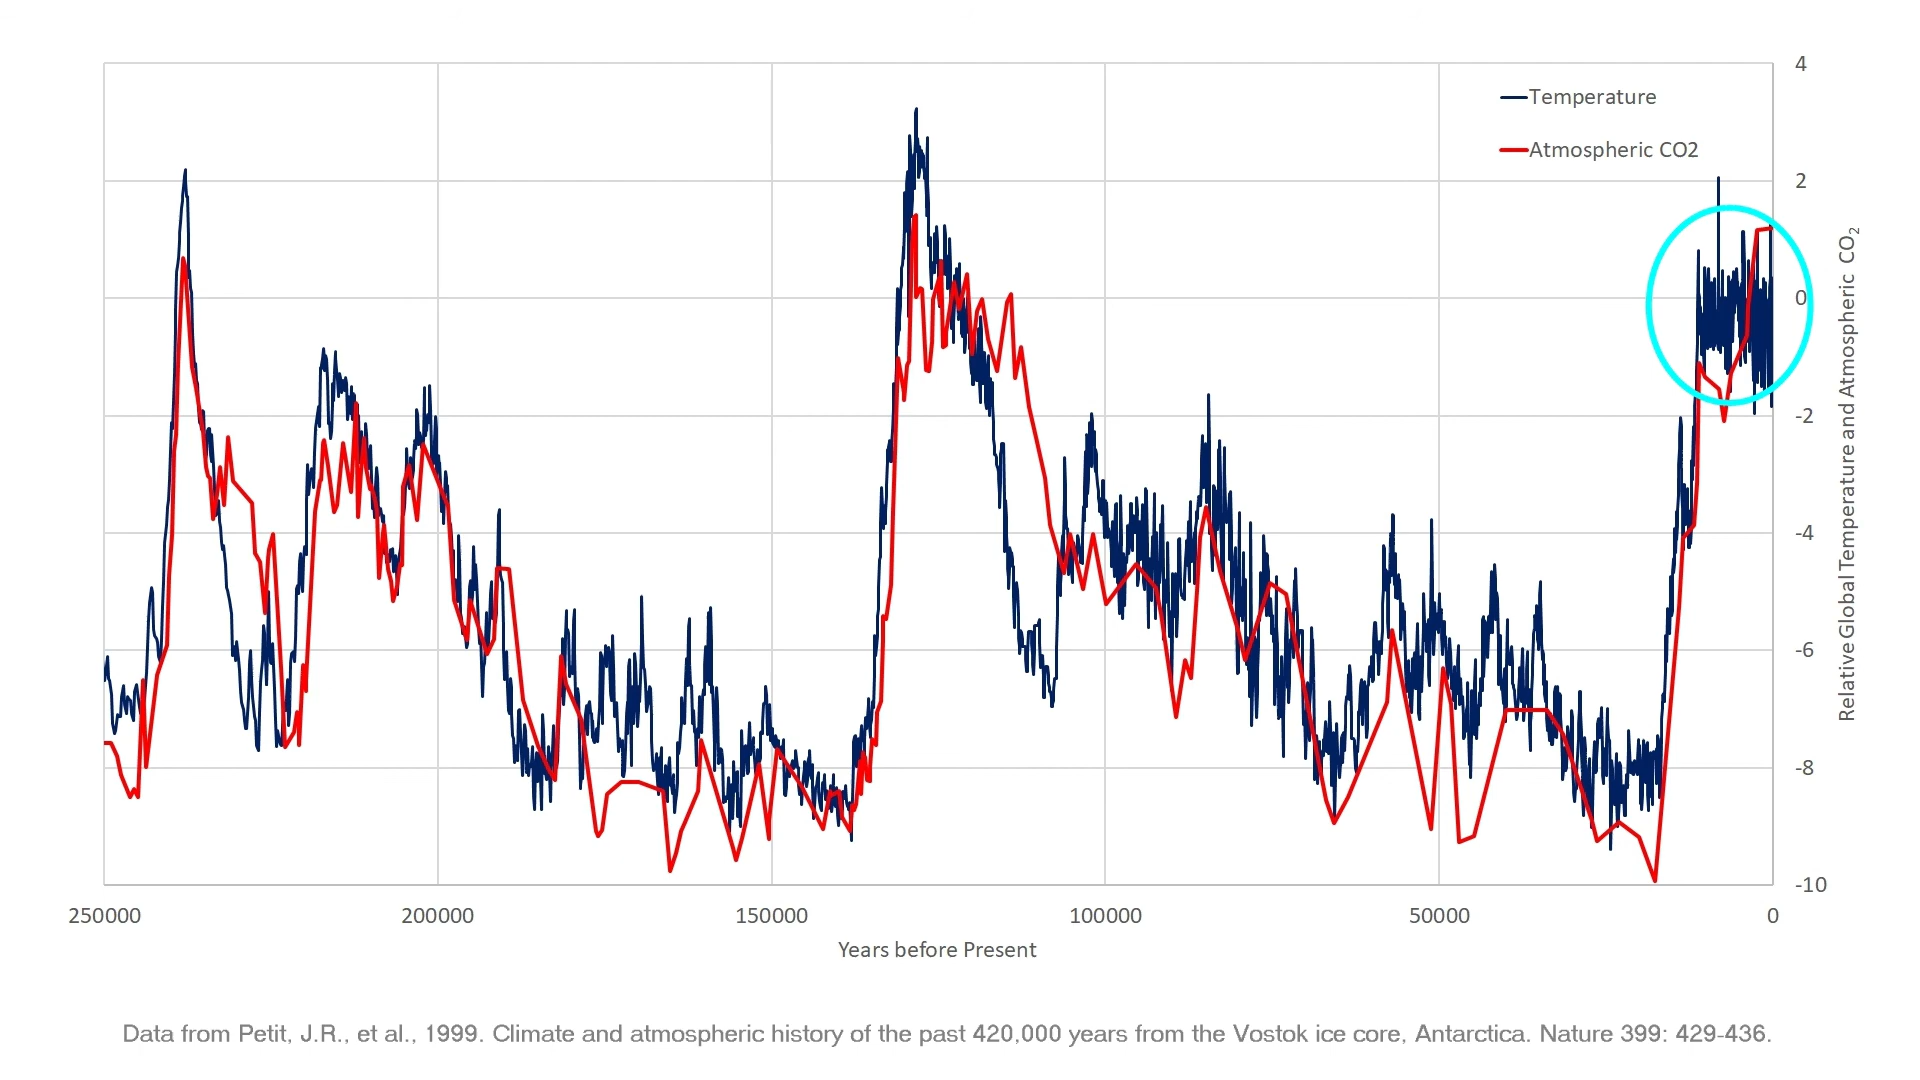 4
Temperature
Atmospheric CO2
2
0
-2
-4
-6
-8
-10
Relative Global Temperature and Atmospheric CO₂
250000 200000 150000 100000 50000 0
Years before Present
Data from Petit, J.R., et al., 1999. Climate and atmospheric history of the past 420,000 years from the Vostok ice core, Antarctica. Nature 399: 429-436.